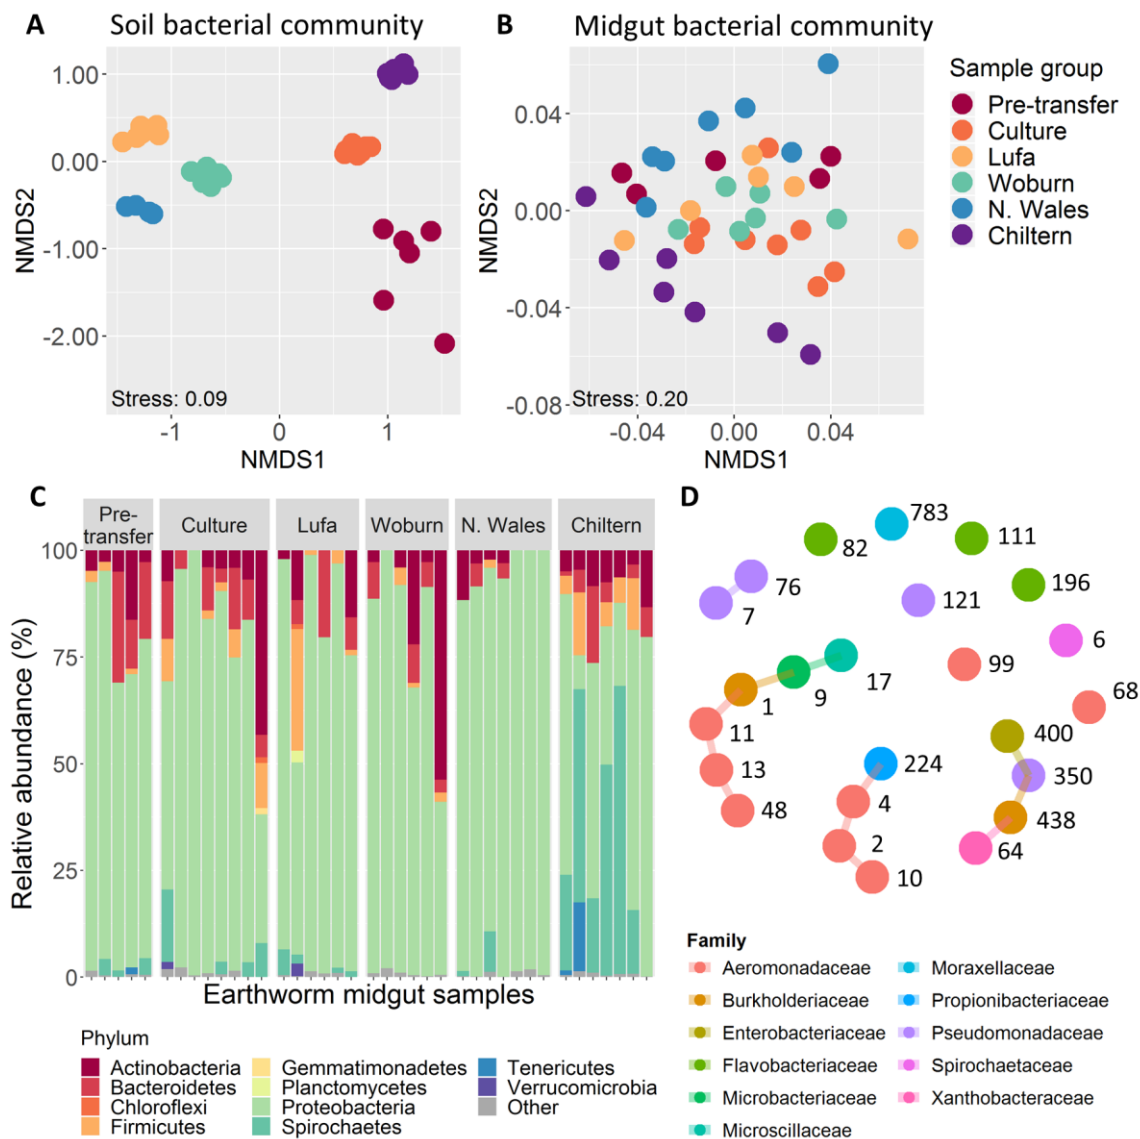 A Soil bacterial community
1.00
0.00
-1.00
-2.00
NMDS2
Stress: 0.09
-1 0 1
NMDS1
B Midgut bacterial community
0.04
0.00
-0.04
-0.08
NMDS2
Stress: 0.20
-0.04 0.00 0.04
NMDS1
Sample group
Pre-transfer
Culture
Lufa
Woburn
N. Wales
Chiltern
C
Pre-
transfer
Culture
Lufa
Woburn
N. Wales
Chiltern
100
75
50
25
0
Relative abundance (%)
Earthworm midgut samples
Phylum
Actinobacteria
Bacteroidetes
Chloroflexi
Firmicutes
Gemmatimonadetes
Planctomycetes
Proteobacteria
Spirochaetes
Tenericutes
Verrucomicrobia
Other
D
783
82
111
76
7
121
196
6
17
9
1
99
68
11
400
13
224
350
48
4
438
2
64
10
Family
Aeromonadaceae
Burkholderiaceae
Enterobacteriaceae
Flavobacteriaceae
Microbacteriaceae
Microscillaceae
Moraxellaceae
Propionibacteriaceae
Pseudomonadaceae
Spirochaetaceae
Xanthobacteraceae